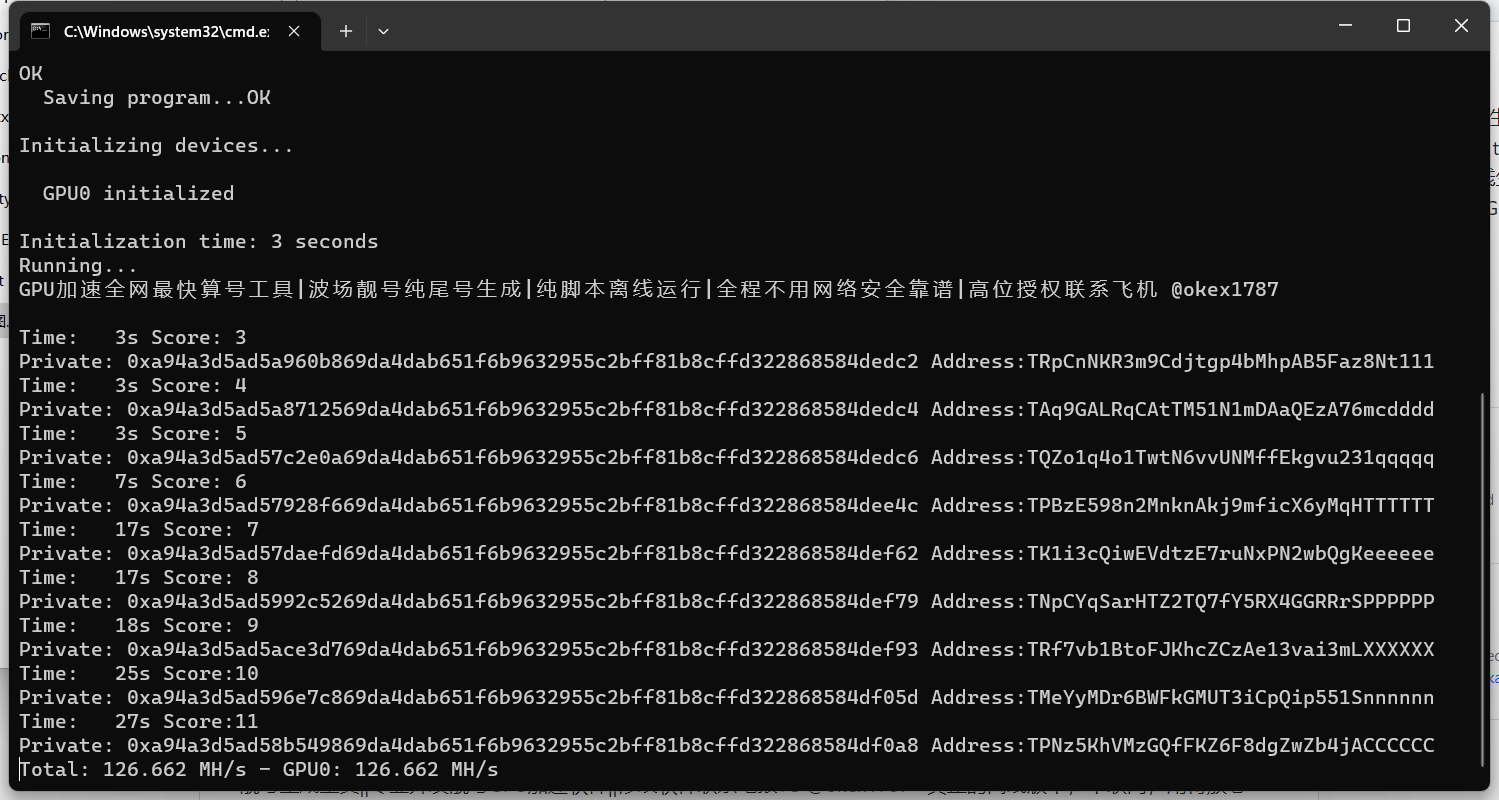 C:\Windows\system32\cmd.e
OK
Saving program...OK
Initializing devices...
GPU0 initialized
Initialization time: 3 seconds
Running...
GPU加速全网最快算号工具|波场靓号纯尾号生成|纯脚本离线运行|全程不用网络安全靠谱|高位授权联系飞机 @okex1787
Time: 3s Score: 3
Private: 0xa94a3d5ad5a960b869da4dab651f6b9632955c2bff81b8cffd322868584dedc2 Address:TRpCnNKR3m9Cdjtgp4bMhpAB5Faz8Nt111
Time: 3s Score: 4
Private: 0xa94a3d5ad5a8712569da4dab651f6b9632955c2bff81b8cffd322868584dedc4 Address:TAq9GALRqCAtTM51N1mDAaQEzA76mcdddd
Time: 3s Score: 5
Private: 0xa94a3d5ad57c2e0a69da4dab651f6b9632955c2bff81b8cffd322868584dedc6 Address:TQZo1q4o1TwtN6vvUNMffEkgvu231qqqqq
Time: 7s Score: 6
Private: 0xa94a3d5ad57928f669da4dab651f6b9632955c2bff81b8cffd322868584dee4c Address:TPBzE598n2MnknAkj9mficX6yMqHTTTTTT
Time: 17s Score: 7
Private: 0xa94a3d5ad57daefd69da4dab651f6b9632955c2bff81b8cffd322868584def62 Address:TK1i3cQiwEVdtzE7ruNxPN2wbQgKeeeeee
Time: 17s Score: 8
Private: 0xa94a3d5ad5992c5269da4dab651f6b9632955c2bff81b8cffd322868584def79 Address:TNpCYqSarHTZ2TQ7fY5RX4GGRRrSPPPPPP
Time: 18s Score: 9
Private: 0xa94a3d5ad5ace3d769da4dab651f6b9632955c2bff81b8cffd322868584def93 Address:TRf7vb1BtoFJKhcZCzAe13vai3mLXXXXXX
Time: 25s Score:10
Private: 0xa94a3d5ad596e7c869da4dab651f6b9632955c2bff81b8cffd322868584df05d Address:TMeYyMDr6BWFkGMUT3iCpQip551Snnnnnn
Time: 27s Score:11
Private: 0xa94a3d5ad58b549869da4dab651f6b9632955c2bff81b8cffd322868584df0a8 Address:TPNz5KhVMzGQfFKZ6F8dgZwZb4jACCCCCC
Total: 126.662 MH/s - GPU0: 126.662 MH/s